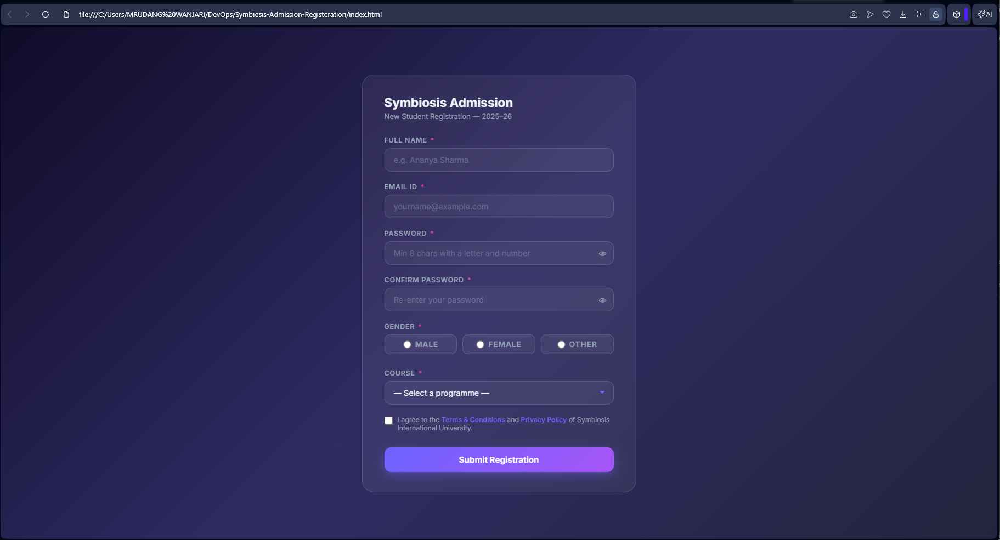 file:///C:/Users/MRUDANG%20WANJARI/DevOps/Symbiosis-Admission-Registeration/index.html
AI
Symbiosis Admission
New Student Registration — 2025–26
FULL NAME *
e.g. Ananya Sharma
EMAIL ID *
yourname@example.com
PASSWORD *
Min 8 chars with a letter and number
CONFIRM PASSWORD *
Re-enter your password
GENDER *
MALE FEMALE OTHER
COURSE *
— Select a programme —
I agree to the Terms & Conditions and Privacy Policy of Symbiosis
International University.
Submit Registration